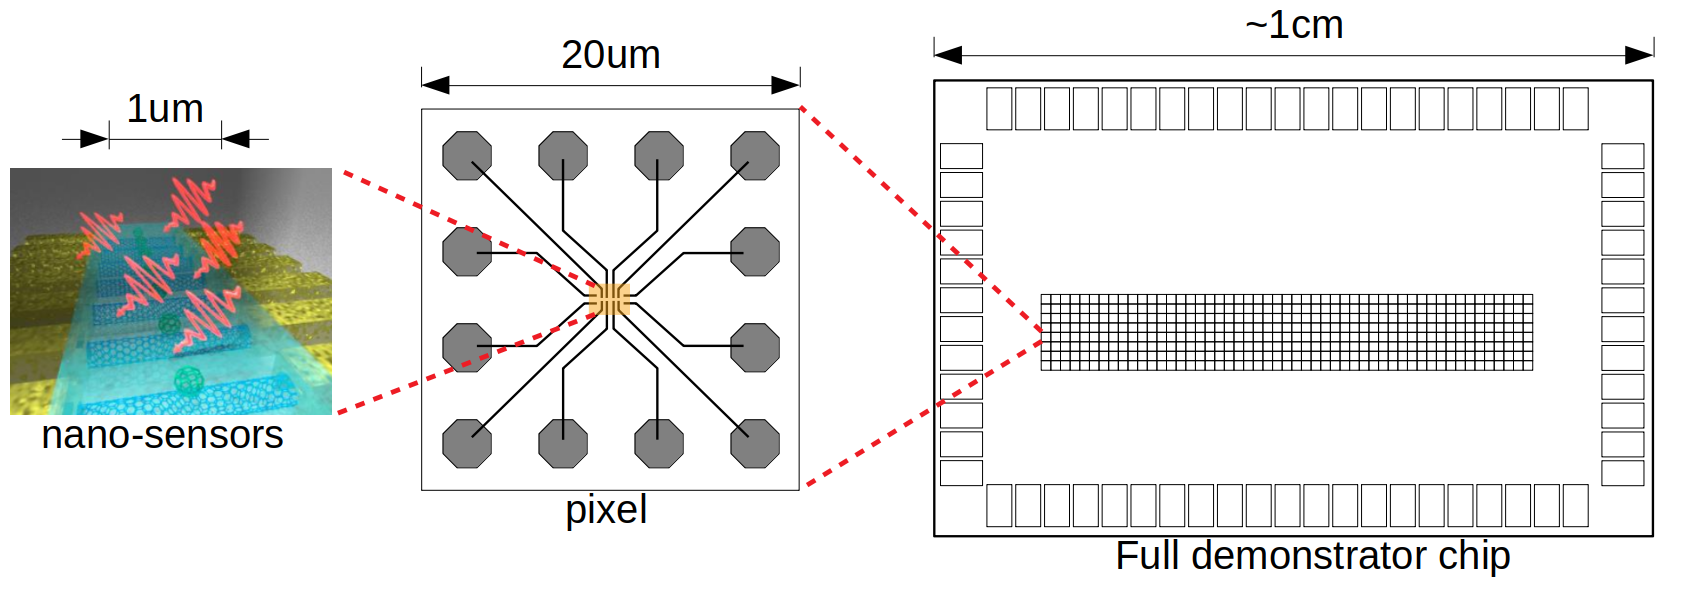 ~1cm
20um
1um
nano-sensors
pixel
Full demonstrator chip